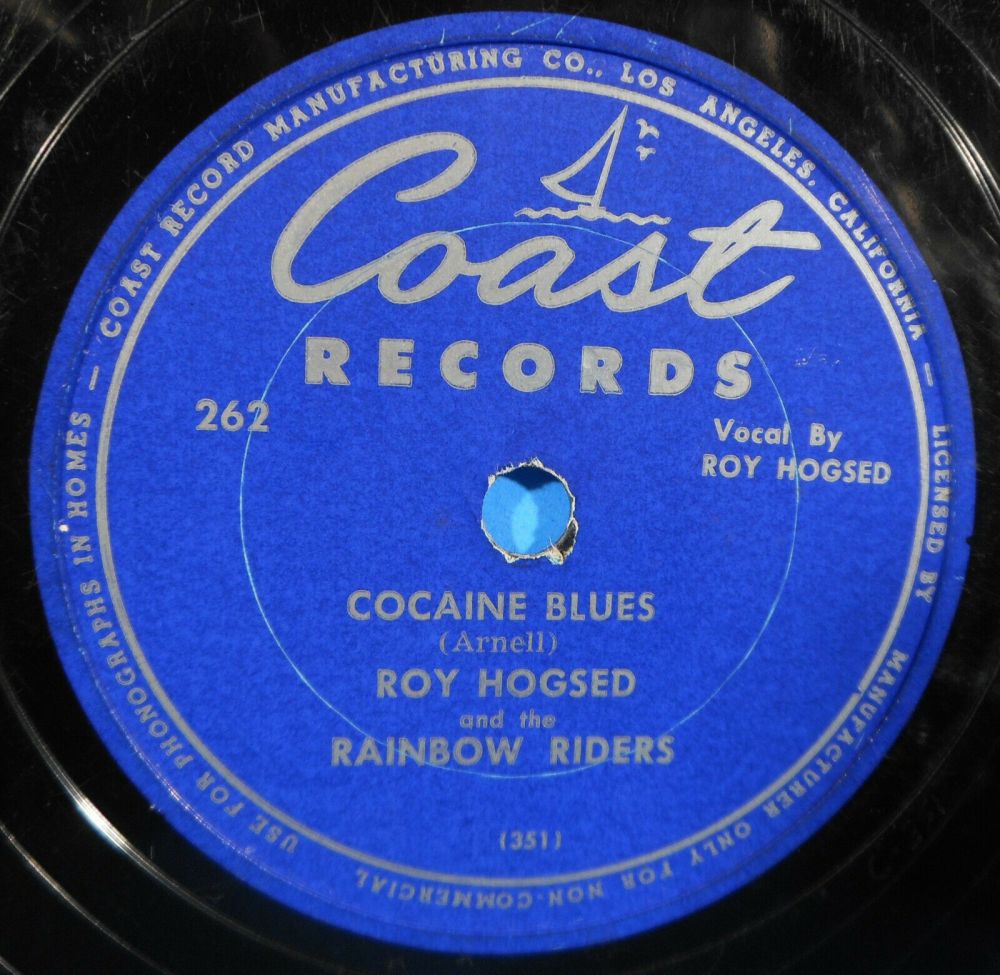 COAST RECORD MANUFACTURING CO., LOS ANGELES, CALIFORNIA — LICENSED BY MANUFACTURER ONLY FOR NON-COMMERCIAL USE FOR PHONOGRAPHS IN HOMES —
Coast
RECORDS
262
Vocal By
ROY HOGSED
COCAINE BLUES
(Arnell)
ROY HOGSED
and the
RAINBOW RIDERS
(351)